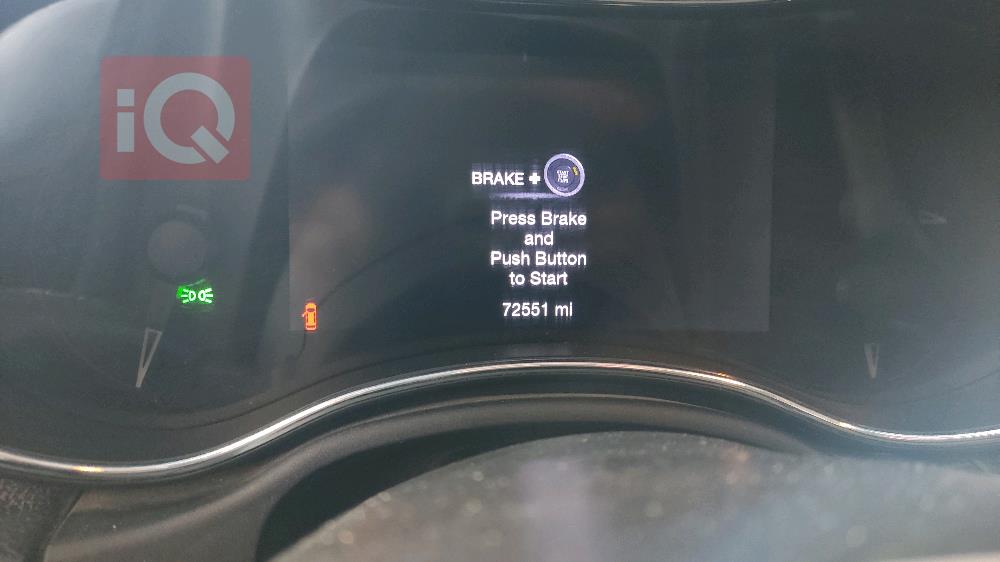 iQ
BRAKE +
Press Brake
and
Push Button
to Start
72551 mi